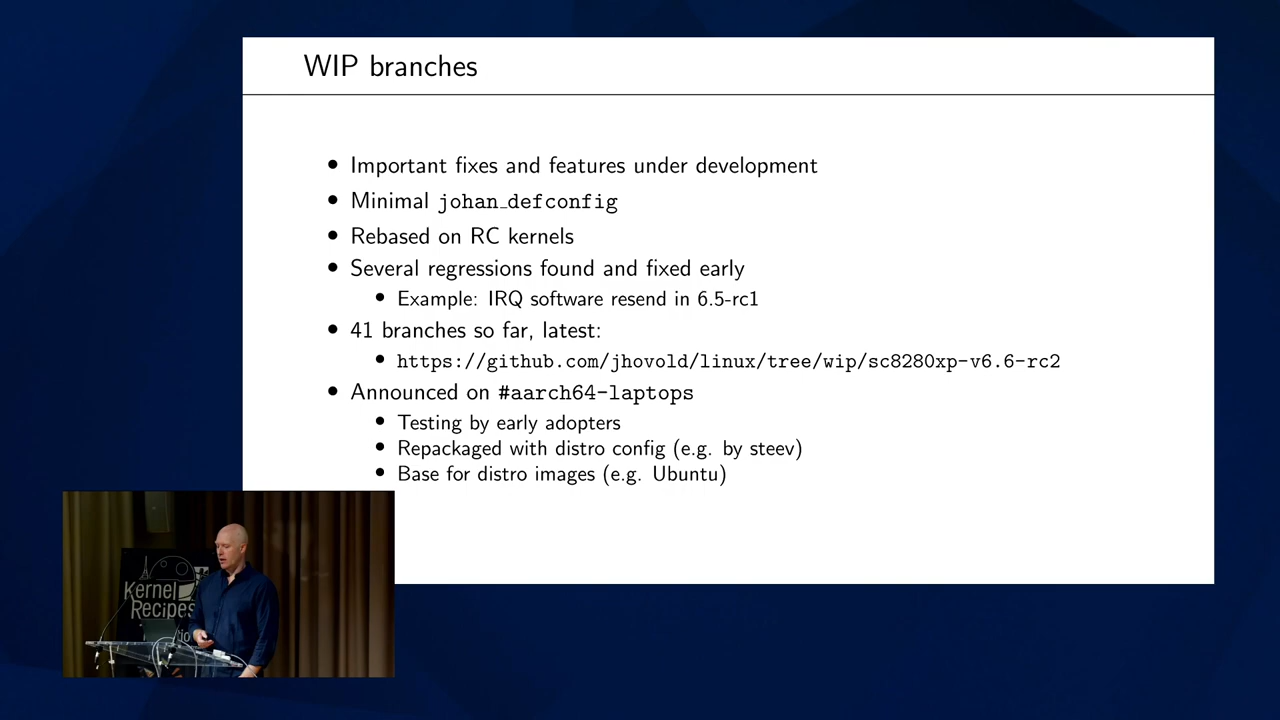 WIP branches
• Important fixes and features under development
• Minimal johan_defconfig
• Rebased on RC kernels
• Several regressions found and fixed early
• Example: IRQ software resend in 6.5-rc1
• 41 branches so far, latest:
• https://github.com/jhovold/linux/tree/wip/sc8280xp-v6.6-rc2
• Announced on #aarch64-laptops
• Testing by early adopters
• Repackaged with distro config (e.g. by steev)
• Base for distro images (e.g. Ubuntu)
Kernel
Recipes